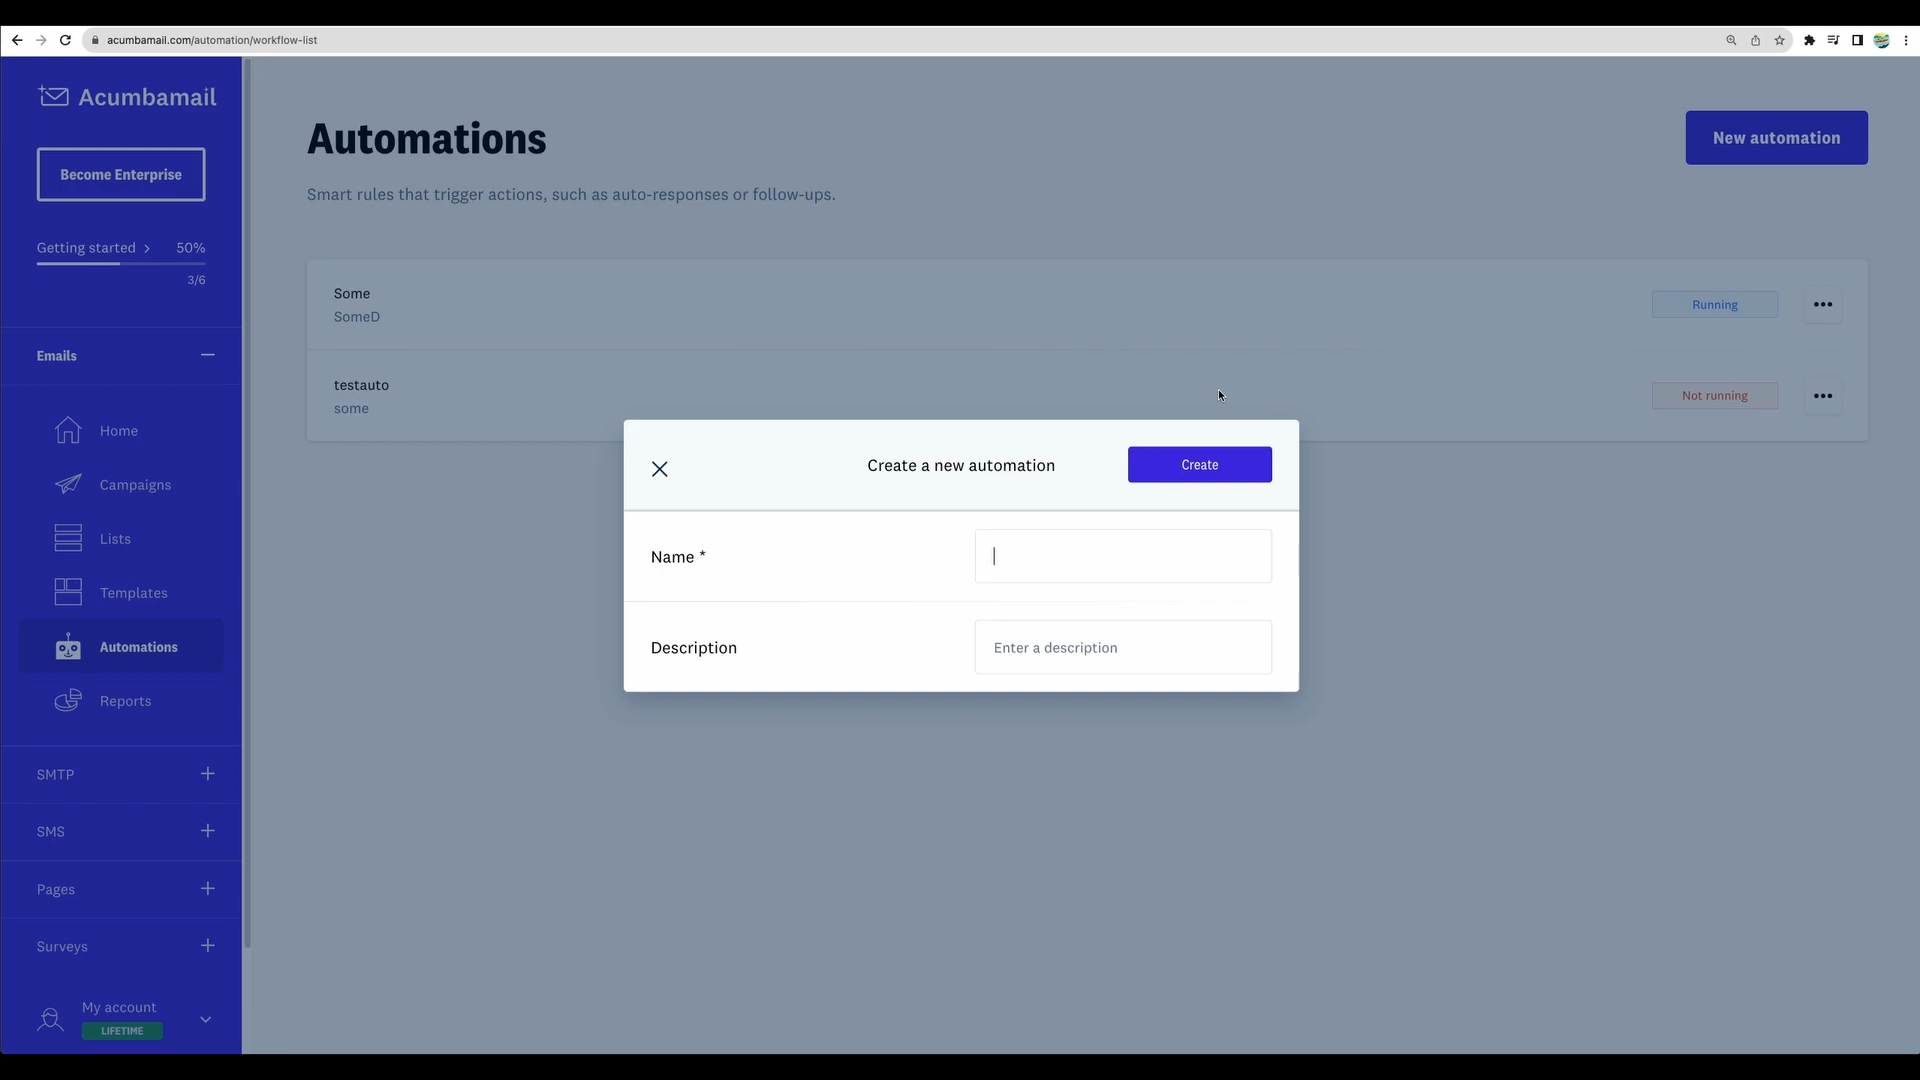 acumbamail.com/automation/workflow-list
Acumbamail
Become Enterprise
Getting started > 50%
3/6
Emails
Home
Campaigns
Lists
Templates
Automations
Reports
SMTP
SMS
Pages
Surveys
My account
LIFETIME
Automations
New automation
Smart rules that trigger actions, such as auto-responses or follow-ups.
Some
SomeD
Running
testauto
some
Not running
Create a new automation
Create
Name *
Description
Enter a description